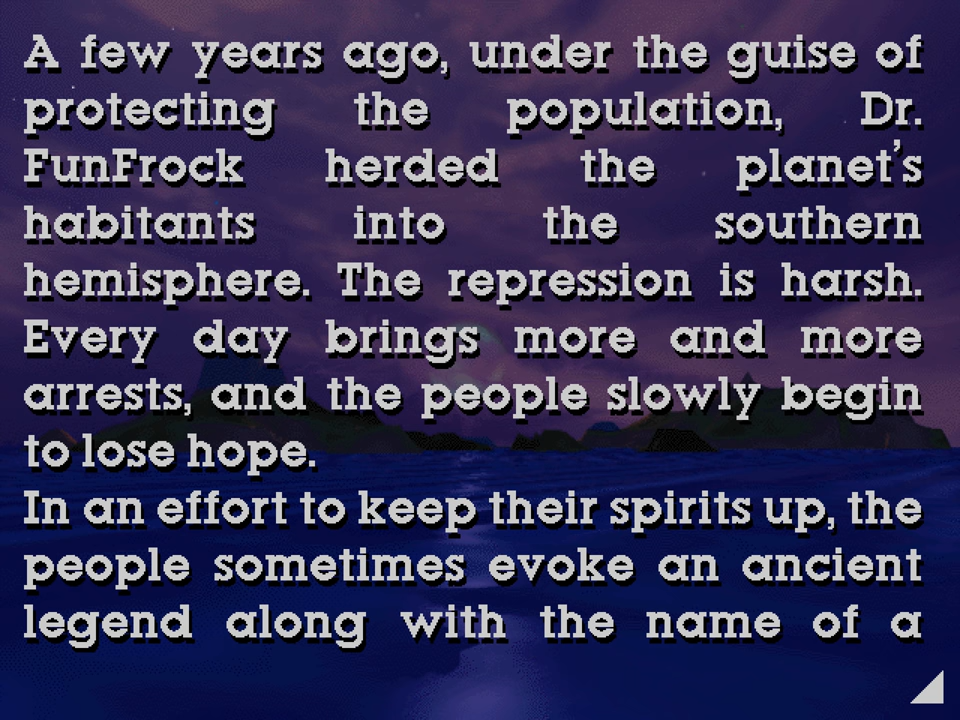 A few years ago, under the guise of
protecting the population, Dr.
FunFrock herded the planet's
habitants into the southern
hemisphere. The repression is harsh.
Every day brings more and more
arrests, and the people slowly begin
to lose hope.
In an effort to keep their spirits up, the
people sometimes evoke an ancient
legend along with the name of a